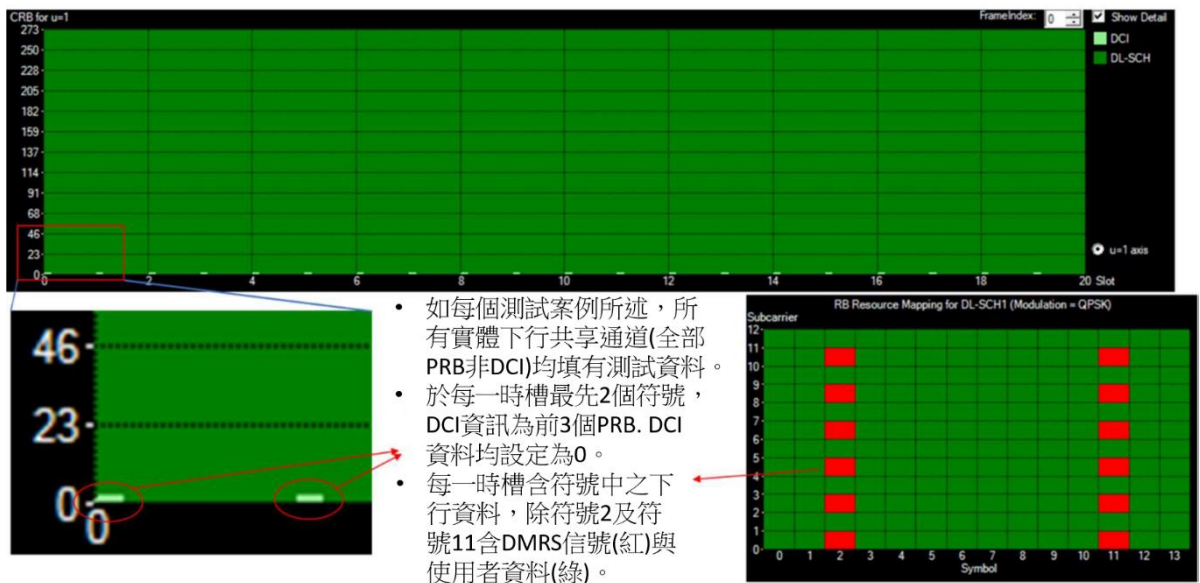 CRB for u=1
FrameIndex: 0
Show Detail
DCI
DL-SCH
273
250
228
205
182
159
137
114
91
68
46
23
0
0 2 4 6 8 10 12 14 16 18 20 Slot
u=1 axis
46
23
0
0
• 如每個測試案例所述，所
有實體下行共享通道(全部
PRB非DCI)均填有測試資料。
• 於每一時槽最先2個符號，
DCI資訊為前3個PRB. DCI
資料均設定為0。
• 每一時槽含符號中之下
行資料，除符號2及符
號11含DMRS信號(紅)與
使用者資料(綠)。
RB Resource Mapping for DL-SCH1 (Modulation = QPSK)
Subcarrier
12
11
10
9
8
7
6
5
4
3
2
1
0
0 1 2 3 4 5 6 7 8 9 10 11 12 13
Symbol